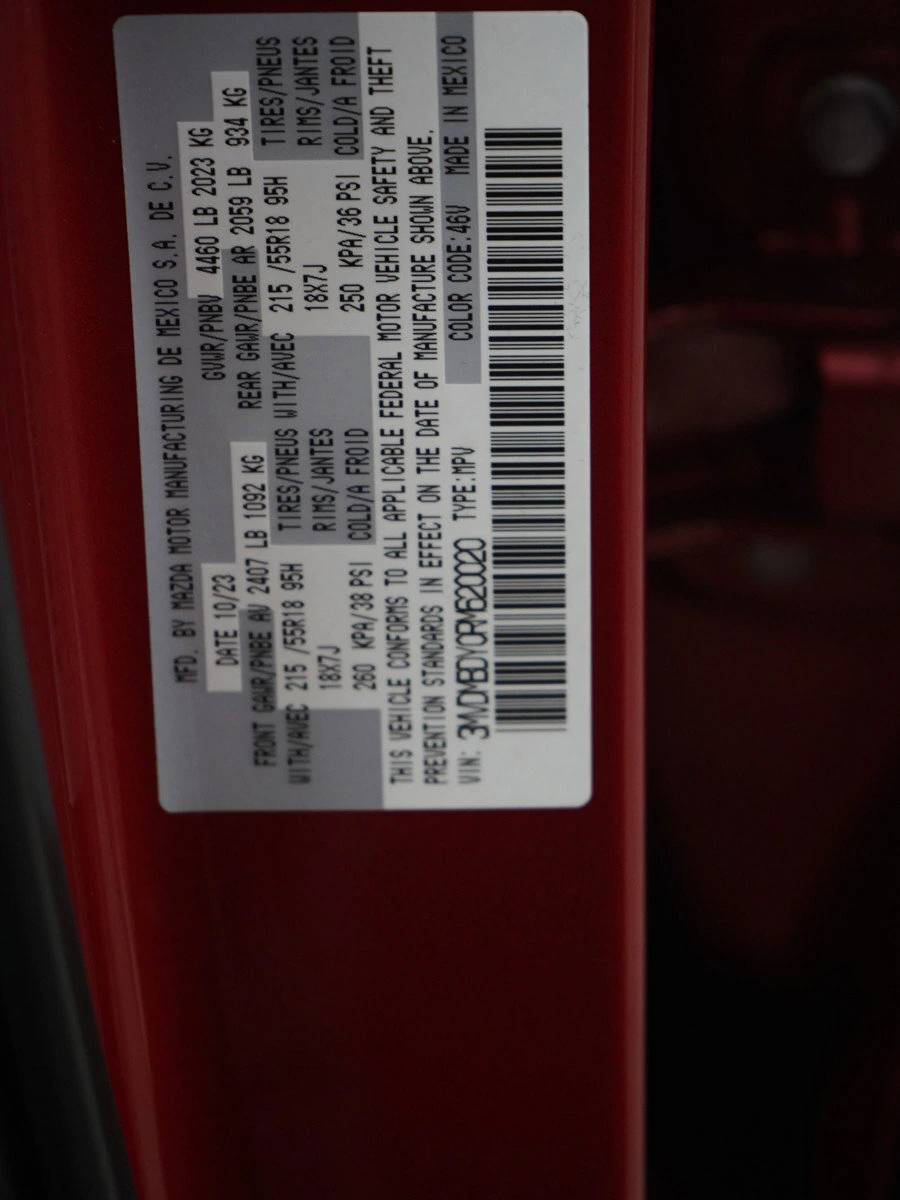 MFD. BY MAZDA MOTOR MANUFACTURING DE MEXICO S.A. DE C.V.
DATE 10/23 GVWR/PNBV 4460 LB 2023 KG
FRONT GAWR/PNBE AV 2407 LB 1092 KG REAR GAWR/PNBE AR 2059 LB 934 KG
WITH/AVEC 215 /55R18 95H TIRES/PNEUS WITH/AVEC 215 /55R18 95H TIRES/PNEUS
18X7J RIMS/JANTES 18X7J RIMS/JANTES
260 KPA/38 PSI COLD/A FROID 250 KPA/36 PSI COLD/A FROID
THIS VEHICLE CONFORMS TO ALL APPLICABLE FEDERAL MOTOR VEHICLE SAFETY AND THEFT
PREVENTION STANDARDS IN EFFECT ON THE DATE OF MANUFACTURE SHOWN ABOVE.
VIN: 3MVDMBDY0RM620020 TYPE:MPV COLOR CODE:46V MADE IN MEXICO